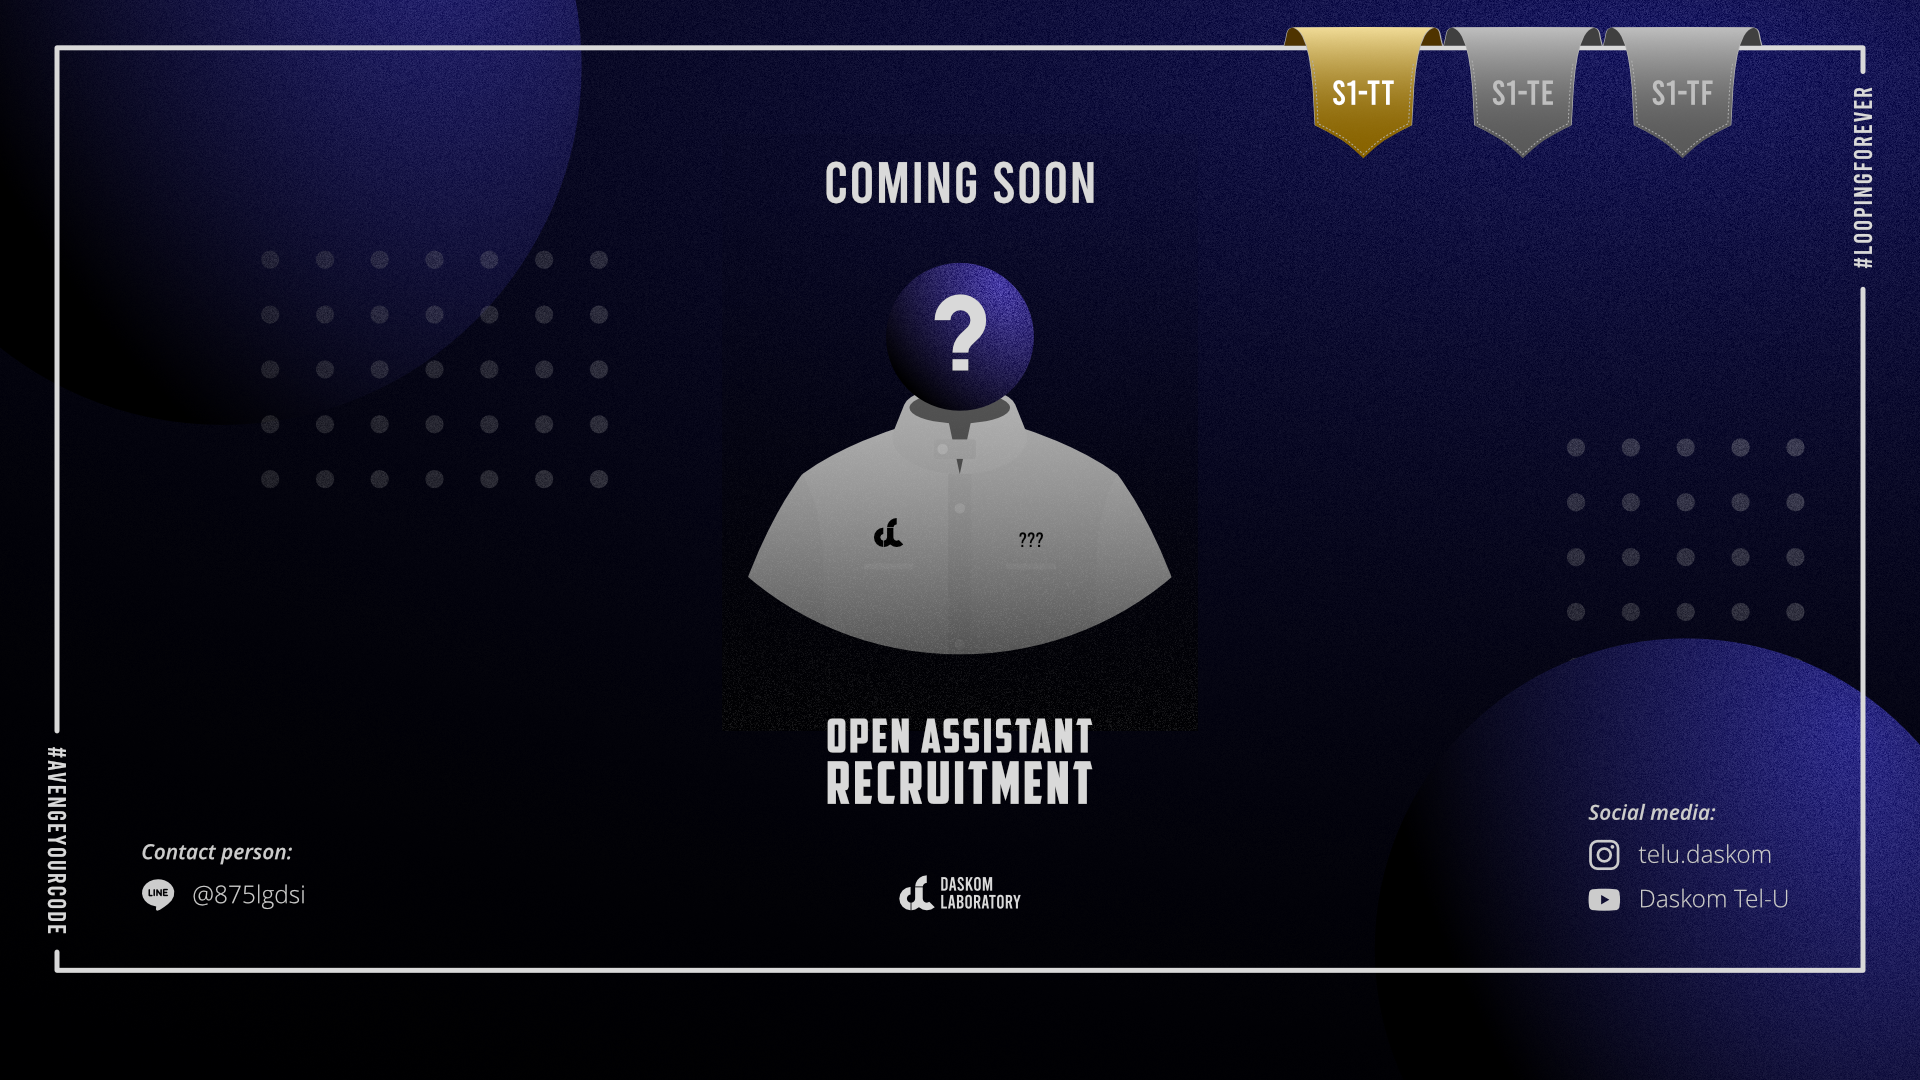 S1-TT
S1-TE
S1-TF
#LOOPINGFOREVER
COMING SOON
?
???
OPEN ASSISTANT
RECRUITMENT
#AVENGEYOURCODE
Contact person:
LINE
@875lgdsi
DASKOM
LABORATORY
Social media:
telu.daskom
Daskom Tel-U